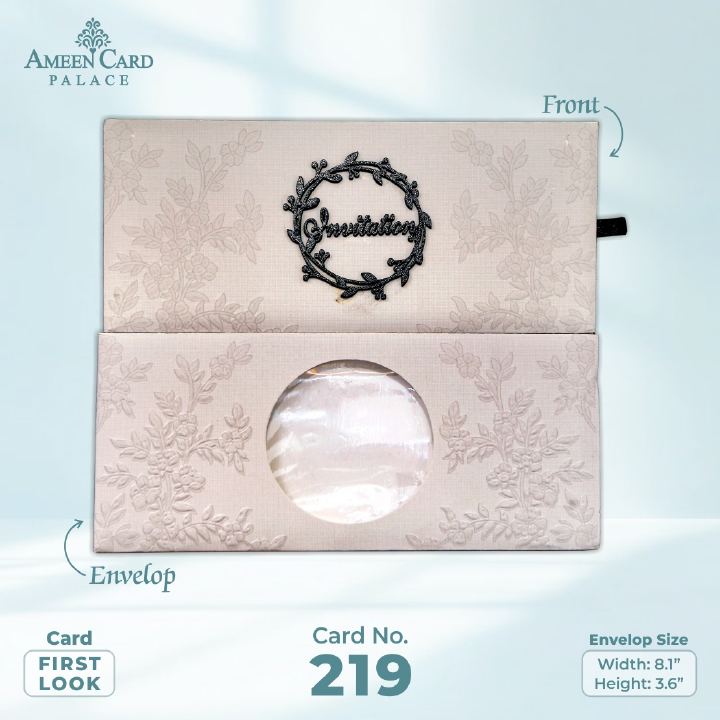 AMEEN CARD
PALACE
Front
Invitation
Envelop
Card
FIRST
LOOK
Card No.
219
Envelop Size
Width: 8.1”
Height: 3.6”